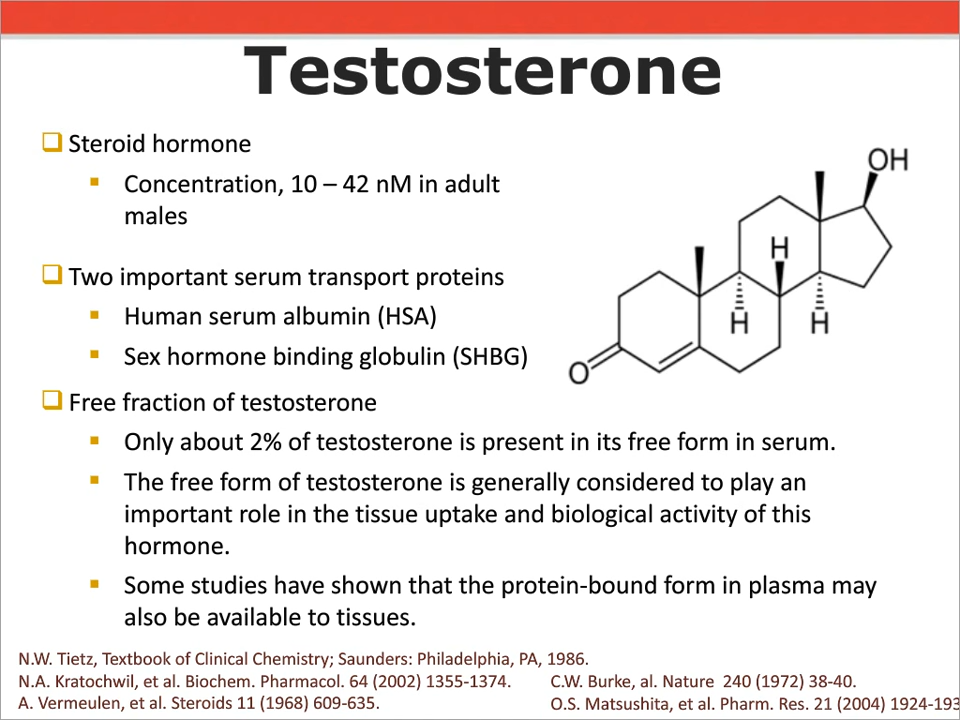 Testosterone
Steroid hormone
Concentration, 10 – 42 nM in adult
males
Two important serum transport proteins
Human serum albumin (HSA)
Sex hormone binding globulin (SHBG)
Free fraction of testosterone
Only about 2% of testosterone is present in its free form in serum.
The free form of testosterone is generally considered to play an
important role in the tissue uptake and biological activity of this
hormone.
Some studies have shown that the protein-bound form in plasma may
also be available to tissues.
OH
H
H
H
O
N.W. Tietz, Textbook of Clinical Chemistry; Saunders: Philadelphia, PA, 1986.
N.A. Kratochwil, et al. Biochem. Pharmacol. 64 (2002) 1355-1374.
C.W. Burke, al. Nature 240 (1972) 38-40.
A. Vermeulen, et al. Steroids 11 (1968) 609-635.
O.S. Matsushita, et al. Pharm. Res. 21 (2004) 1924-193